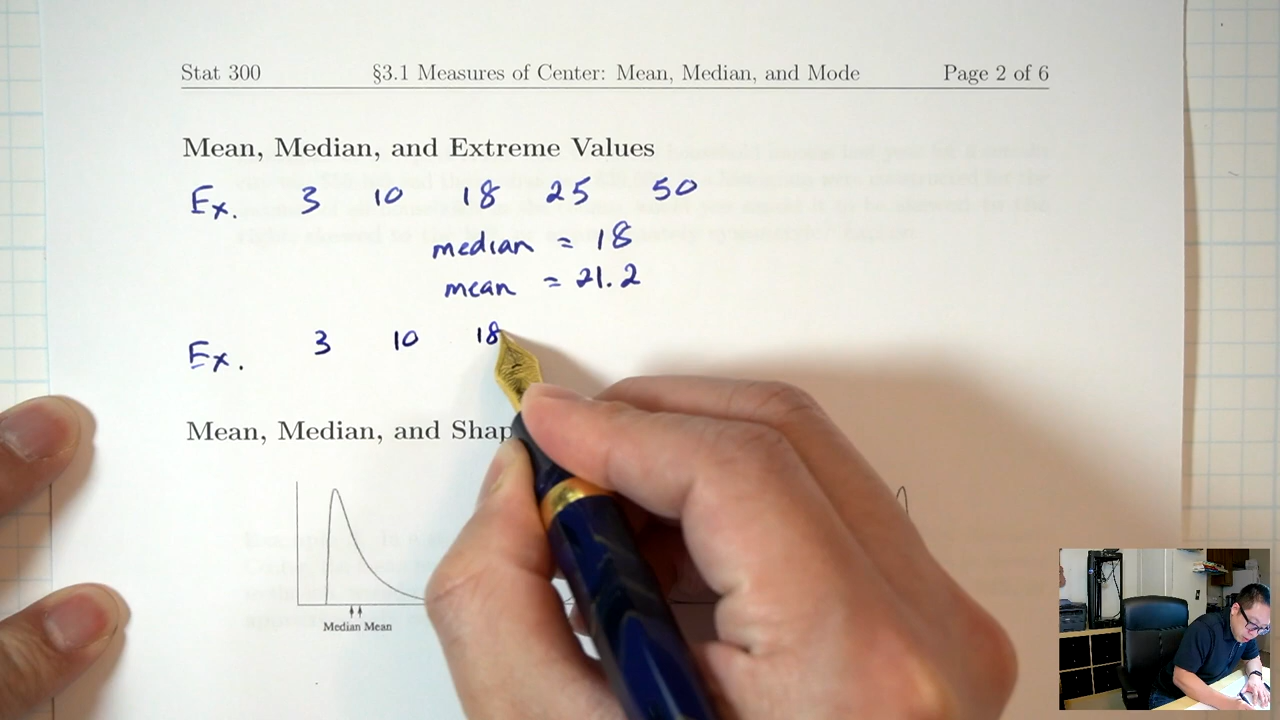 Stat 300 §3.1 Measures of Center: Mean, Median, and Mode Page 2 of 6
Mean, Median, and Extreme Values
Ex. 3 10 18 25 50
median = 18
mean = 21.2
Ex. 3 10 18
Mean, Median, and Shap
Median Mean